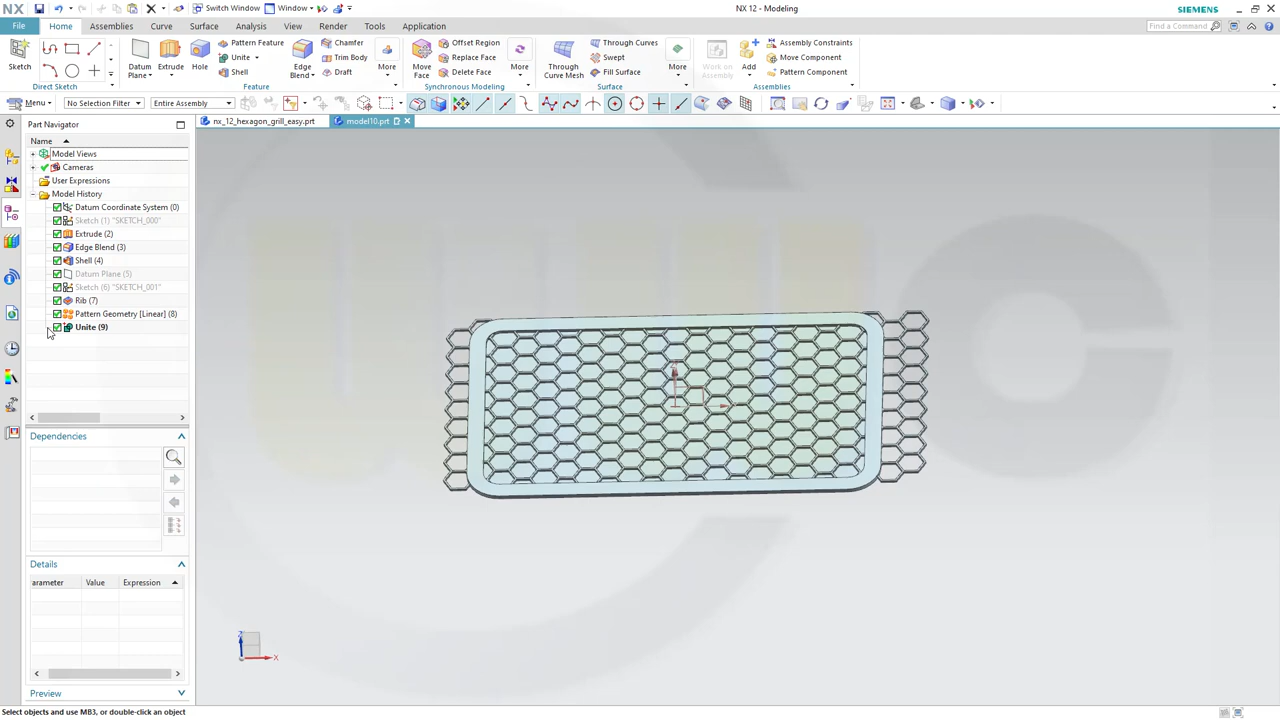 NX
Switch Window
Window
NX 12 - Modeling
SIEMENS
File
Home
Assemblies
Curve
Surface
Analysis
View
Render
Tools
Application
Find a Command
Sketch
Direct Sketch
Datum Plane
Extrude
Hole
Pattern Feature
Unite
Shell
Edge Blend
Chamfer
Trim Body
Draft
More
Feature
Move Face
Offset Region
Replace Face
Delete Face
More
Synchronous Modeling
Through Curve Mesh
Through Curves
Swept
Fill Surface
More
Surface
Work on Assembly
Add
Assembly Constraints
Move Component
Pattern Component
Assemblies
Menu
No Selection Filter
Entire Assembly
Part Navigator
nx_12_hexagon_grill_easy.prt
model10.prt
Name
Model Views
Cameras
User Expressions
Model History
Datum Coordinate System (0)
Sketch (1) "SKETCH_000"
Extrude (2)
Edge Blend (3)
Shell (4)
Datum Plane (5)
Sketch (6) "SKETCH_001"
Rib (7)
Pattern Geometry [Linear] (8)
Unite (9)
Dependencies
Details
arameter
Value
Expression
Preview
Z
X
Select objects and use MB3, or double-click an object